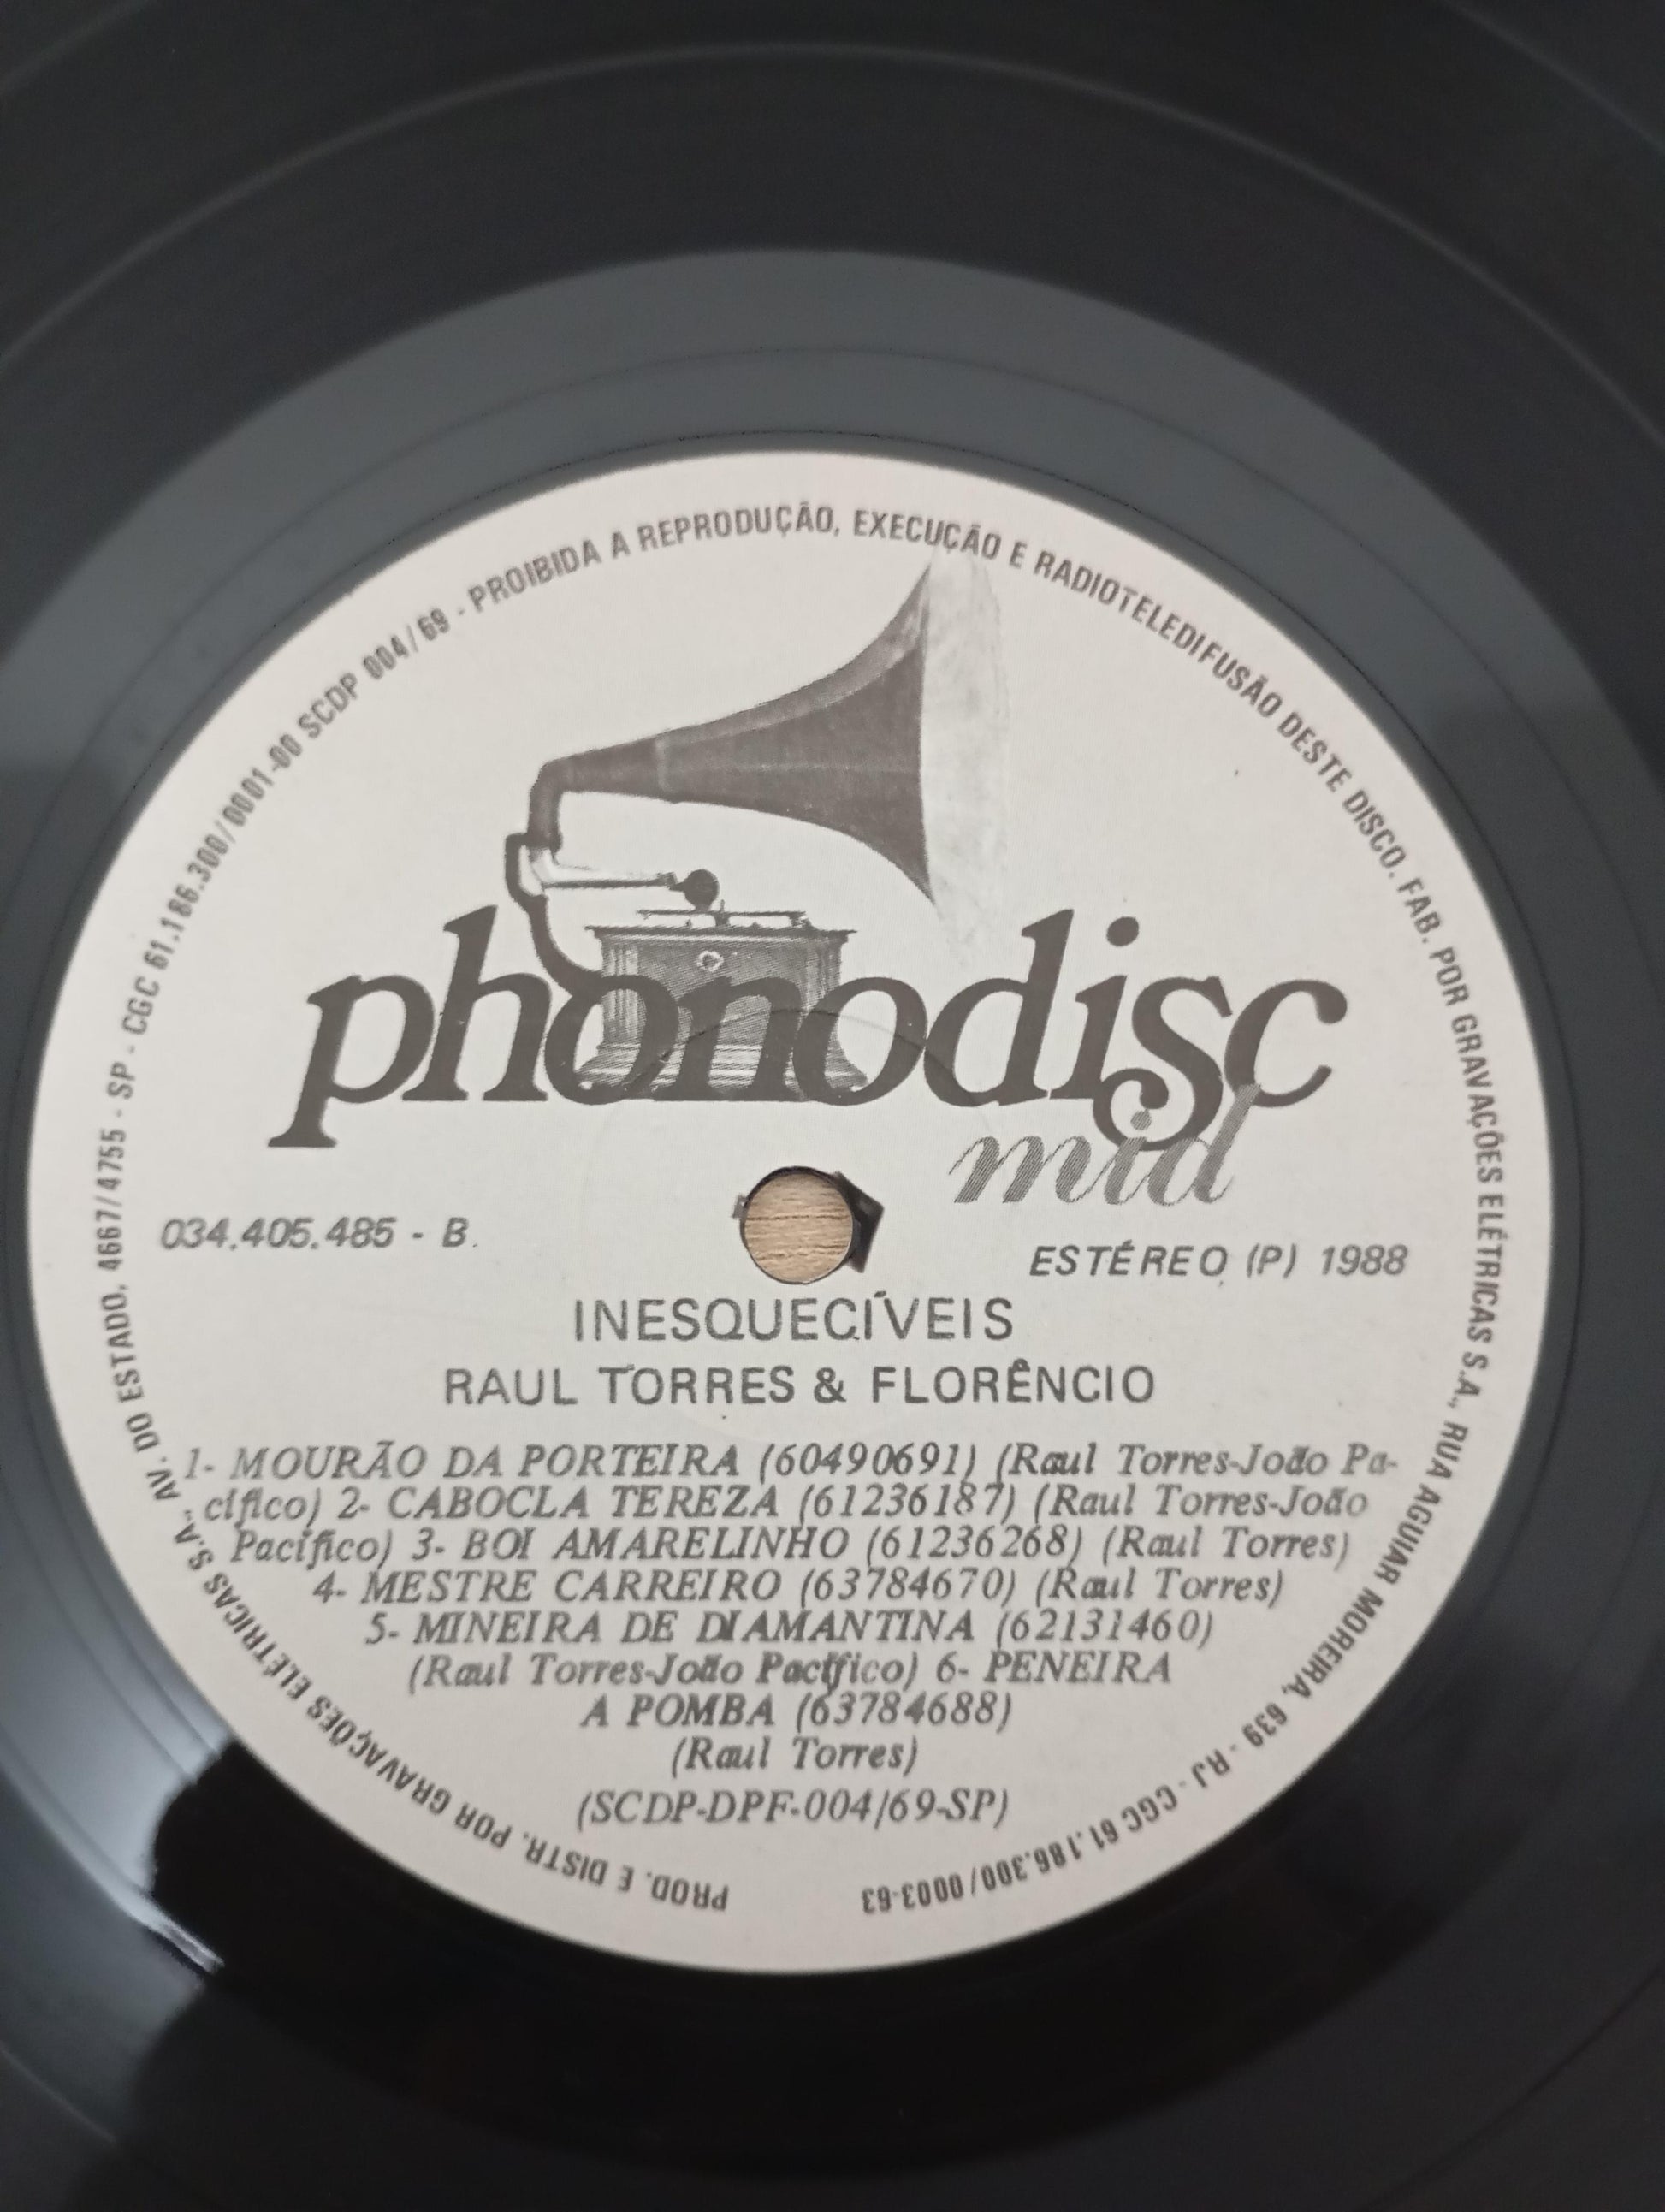 PROD. E DISTR. POR GRAVAÇÕES ELÉTRICAS S.A., AV. DO ESTADO, 4667/4755 - SP - CGC 61.186.300/0001-00 SCDP 004/69 - PROIBIDA A REPRODUÇÃO, EXECUÇÃO E RADIOTELEDIFUSÃO DESTE DISCO. FAB. POR GRAVAÇÕES ELÉTRICAS S.A., RUA AGUIAR MOREIRA, 639 - RJ - CGC 61.186.300/0003-63
phonodisc
mid
034.405.485 - B.
ESTÉREO (P) 1988
INESQUECÍVEIS
RAUL TORRES & FLORÊNCIO
1- MOURÃO DA PORTEIRA (60490691) (Raul Torres-João Pa-
cífico) 2- CABOCLA TEREZA (61236187) (Raul Torres-João
Pacífico) 3- BOI AMARELINHO (61236268) (Raul Torres)
4- MESTRE CARREIRO (63784670) (Raul Torres)
5- MINEIRA DE DIAMANTINA (62131460)
(Raul Torres-João Pacífico) 6- PENEIRA
A POMBA (63784688)
(Raul Torres)
(SCDP-DPF-004/69-SP)